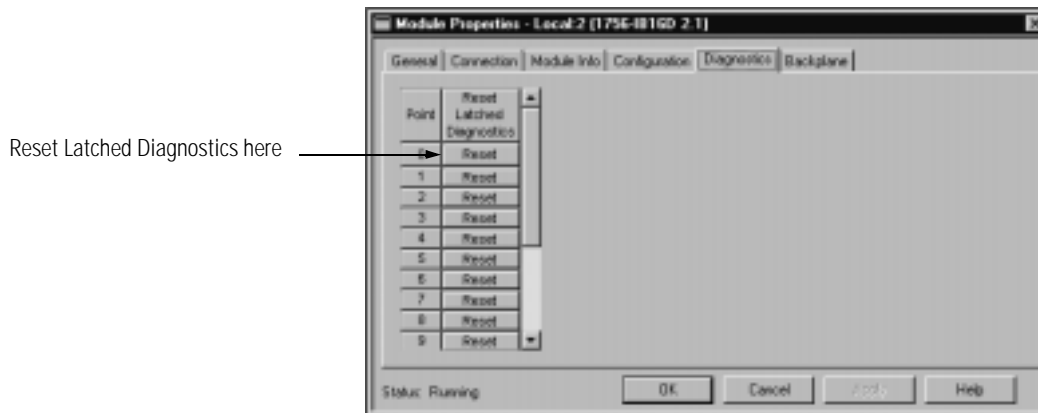 Module Properties - Local:2 (1756-IB16D 2.1)
General Connection Module Info Configuration Diagnostics Backplane
Point Reset Latched Diagnostics
Reset Latched Diagnostics here
0 Reset
1 Reset
2 Reset
3 Reset
4 Reset
5 Reset
6 Reset
7 Reset
8 Reset
9 Reset
Status: Running OK Cancel Apply Help